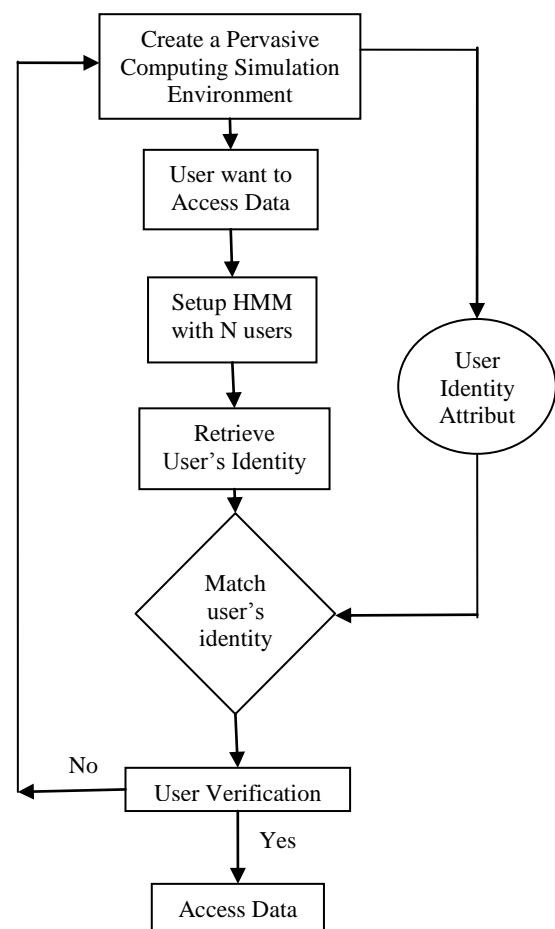 Create a Pervasive
Computing Simulation
Environment
User want to
Access Data
Setup HMM
with N users
User
Identity
Attribut
Retrieve
User’s Identity
Match
user’s
identity
No
User Verification
Yes
Access Data